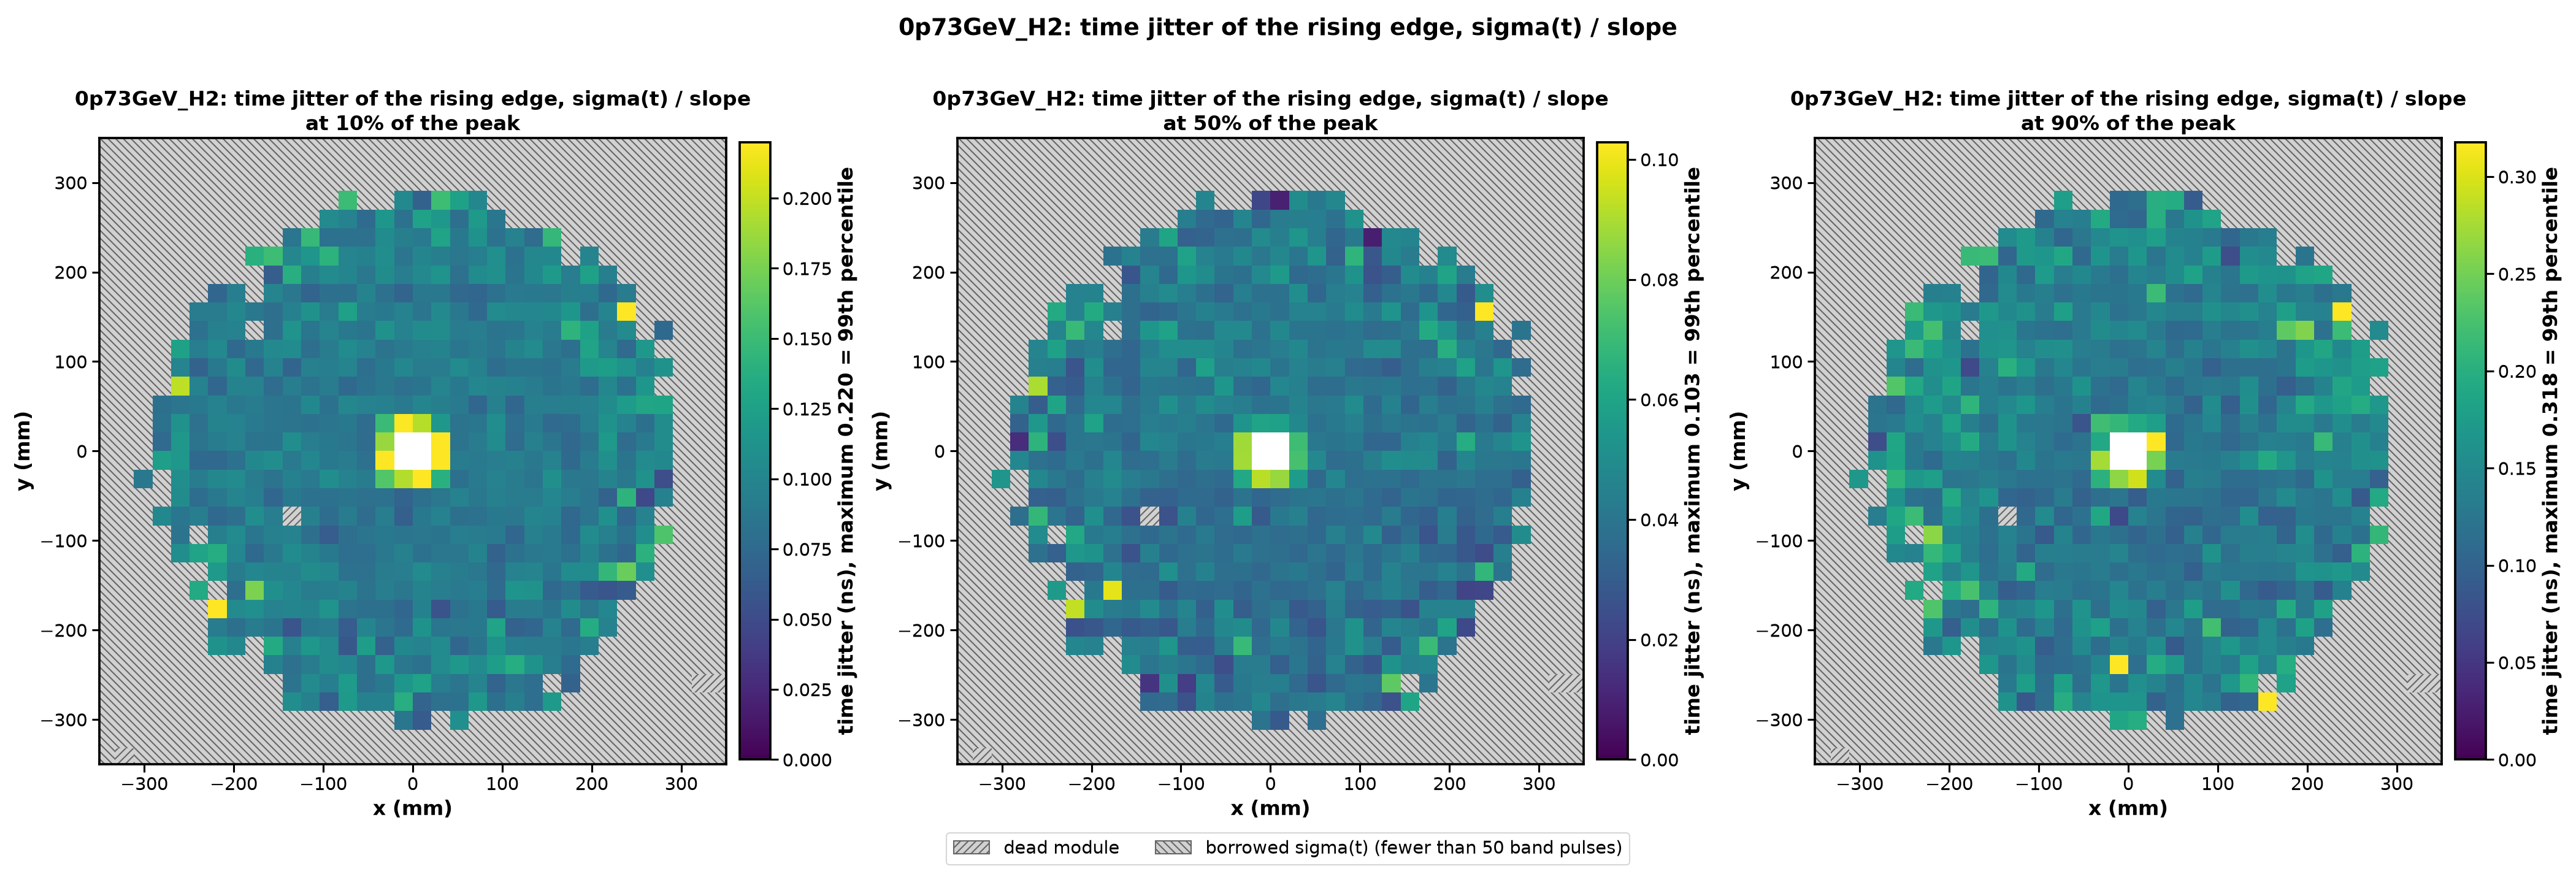 0p73GeV_H2: time jitter of the rising edge, sigma(t) / slope
0p73GeV_H2: time jitter of the rising edge, sigma(t) / slope
at 10% of the peak
300
200
100
0
−100
−200
−300
y (mm)
−300 −200 −100 0 100 200 300
x (mm)
0.200
0.175
0.150
0.125
0.100
0.075
0.050
0.025
0.000
time jitter (ns), maximum 0.220 = 99th percentile
0p73GeV_H2: time jitter of the rising edge, sigma(t) / slope
at 50% of the peak
300
200
100
0
−100
−200
−300
y (mm)
−300 −200 −100 0 100 200 300
x (mm)
0.10
0.08
0.06
0.04
0.02
0.00
time jitter (ns), maximum 0.103 = 99th percentile
0p73GeV_H2: time jitter of the rising edge, sigma(t) / slope
at 90% of the peak
300
200
100
0
−100
−200
−300
y (mm)
−300 −200 −100 0 100 200 300
x (mm)
0.30
0.25
0.20
0.15
0.10
0.05
0.00
time jitter (ns), maximum 0.318 = 99th percentile
dead module
borrowed sigma(t) (fewer than 50 band pulses)